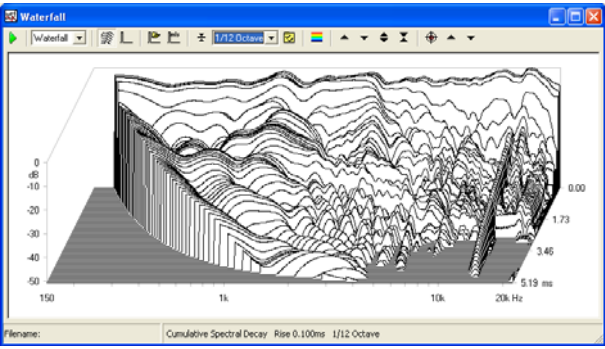 Waterfall
Waterfall 1/12 Octave
0
dB
-10
-20
-30
-40
-50
0.00
1.73
3.46
5.19 ms
150 1k 10k 20k Hz
Filename: Cumulative Spectral Decay Rise 0.100ms 1/12 Octave